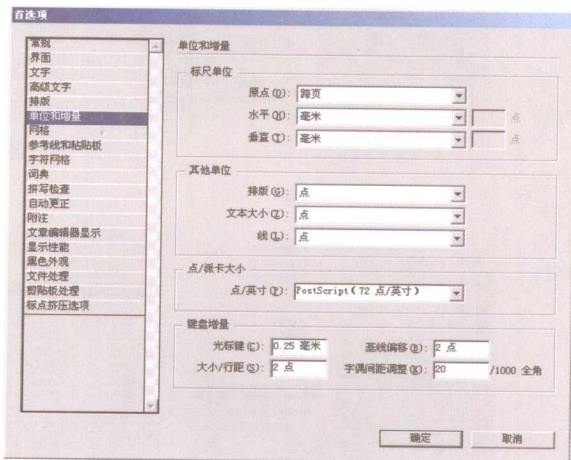 首选项
常规
界面
文字
高级文字
排版
单位和增量
网格
参考线和粘贴板
字符网格
词典
拼写检查
自动更正
附注
文章编辑器显示
显示性能
黑色外观
文件处理
剪贴板处理
标点挤压选项
单位和增量
标尺单位
原点(O): 跨页
水平(H): 毫米 点
垂直(T): 毫米 点
其他单位
排版(G): 点
文本大小(Z): 点
线(L): 点
点/派卡大小
点/英寸(P): PostScript(72 点/英寸)
键盘增量
光标键(C): 0.25 毫米 基线偏移(B): 2 点
大小/行距(S): 2 点 字偶间距调整(K): 20 /1000 全角
确定 取消